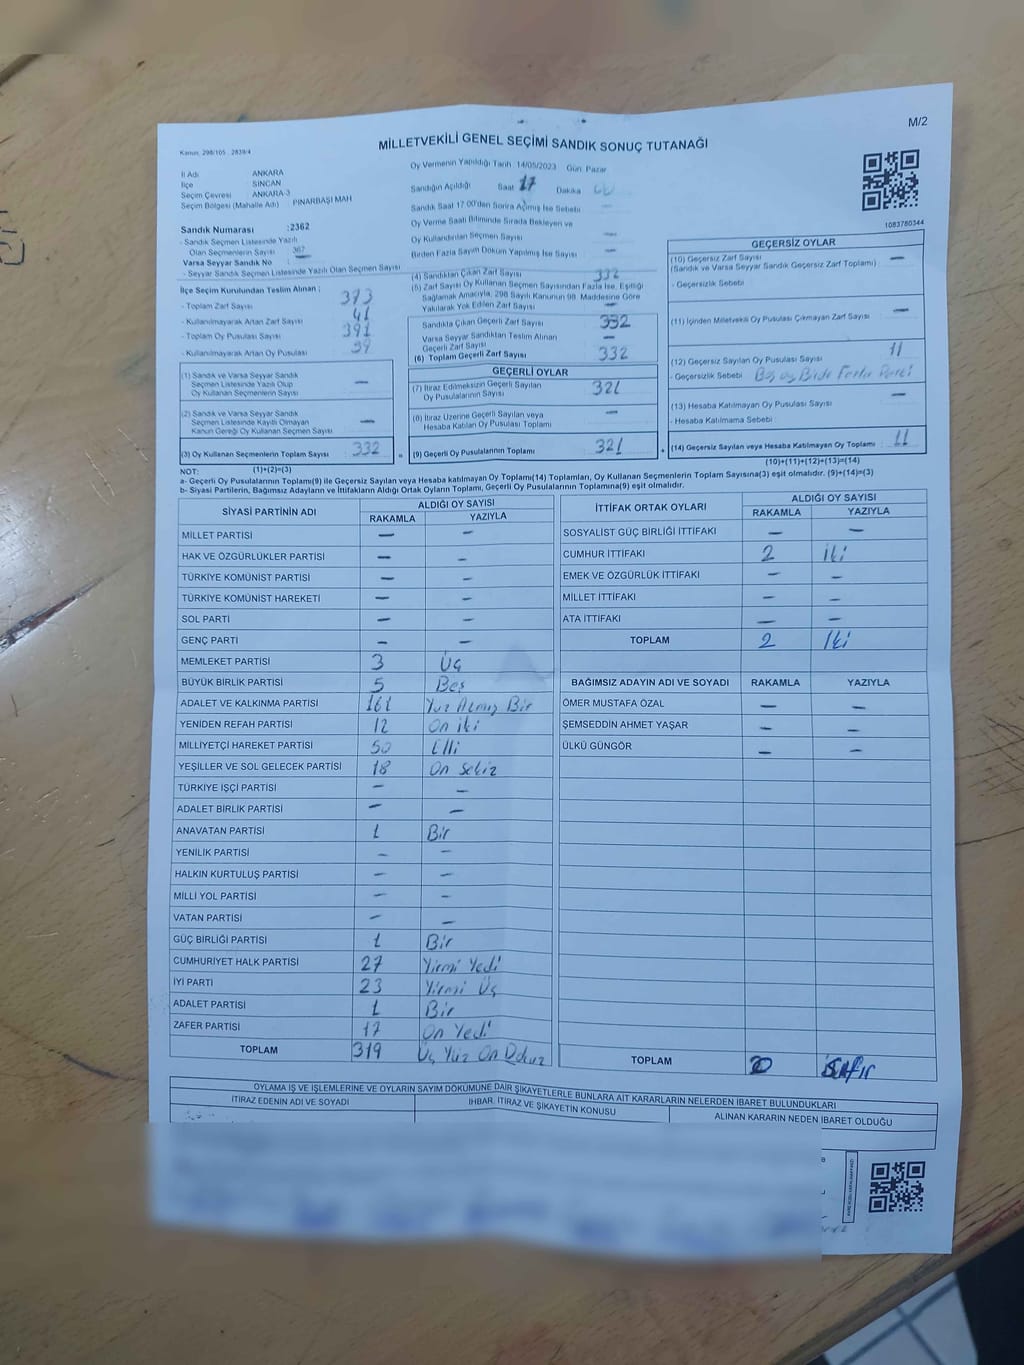 M/2
MİLLETVEKİLİ GENEL SEÇİMİ SANDIK SONUÇ TUTANAĞI
Kanun: 298/105 2839/4
İl Adı ANKARA
İlçe SİNCAN
Seçim Çevresi ANKARA-3
Seçim Bölgesi (Mahalle Adı) : PINARBAŞI MAH
Sandık Numarası :2362
- Sandık Seçmen Listesinde Yazılı
Olan Seçmenlerin Sayısı : 367
Varsa Seyyar Sandık No : —
- Seyyar Sandık Seçmen Listesinde Yazılı Olan Seçmen Sayısı
İlçe Seçim Kurulundan Teslim Alınan ;
- Toplam Zarf Sayısı 373
- Kullanılmayarak Artan Zarf Sayısı 41
- Toplam Oy Pusulası Sayısı 391
- Kullanılmayarak Artan Oy Pusulası 59
(1) Sandık ve Varsa Seyyar Sandık
Seçmen Listesinde Yazılı Olup
Oy Kullanan Seçmenlerin Sayısı —
(2) Sandık ve Varsa Seyyar Sandık
Seçmen Listesinde Kayıtlı Olmayan
Kanun Gereği Oy Kullanan Seçmen Sayısı —
(3) Oy Kullanan Seçmenlerin Toplam Sayısı 332
Oy Vermenin Yapıldığı Tarih : 14/05/2023 Gün: Pazar
Sandığın Açıldığı Saat 17 Dakika
Sandık Saat 17.00'den Sonra Açılmış İse Sebebi —
Oy Verme Saati Bitiminde Sırada Bekleyen ve
Oy Kullandırılan Seçmen Sayısı —
Birden Fazla Sayım Döküm Yapılmış İse Sayısı —
(4) Sandıktan Çıkan Zarf Sayısı 332
(5) Zarf Sayısı Oy Kullanan Seçmen Sayısından Fazla İse, Eşitliği
Sağlamak Amacıyla, 298 Sayılı Kanunun 98. Maddesine Göre
Yakılarak Yok Edilen Zarf Sayısı —
Sandıkta Çıkan Geçerli Zarf Sayısı 332
Varsa Seyyar Sandıktan Teslim Alınan
Geçerli Zarf Sayısı —
(6) Toplam Geçerli Zarf Sayısı 332
GEÇERLİ OYLAR
(7) İtiraz Edilmeksizin Geçerli Sayılan
Oy Pusulalarının Sayısı 321
(8) İtiraz Üzerine Geçerli Sayılan veya
Hesaba Katılan Oy Pusulası Toplamı —
= (9) Geçerli Oy Pusulalarının Toplamı 321
1083780344
GEÇERSİZ OYLAR
(10) Geçersiz Zarf Sayısı —
(Sandık ve Varsa Seyyar Sandık Geçersiz Zarf Toplamı)
- Geçersizlik Sebebi
(11) İçinden Milletvekili Oy Pusulası Çıkmayan Zarf Sayısı —
(12) Geçersiz Sayılan Oy Pusulası Sayısı 11
- Geçersizlik Sebebi Boş oy Birden Fazla
(13) Hesaba Katılmayan Oy Pusulası Sayısı —
- Hesaba Katılmama Sebebi
+ (14) Geçersiz Sayılan veya Hesaba Katılmayan Oy Toplamı 11
(10)+(11)+(12)+(13)=(14)
NOT: (1)+(2)=(3)
a- Geçerli Oy Pusulalarının Toplamı(9) ile Geçersiz Sayılan veya Hesaba katılmayan Oy Toplamı(14) Toplamları, Oy Kullanan Seçmenlerin Toplam Sayısına(3) eşit olmalıdır. (9)+(14)=(3)
b- Siyasi Partilerin, Bağımsız Adayların ve İttifakların Aldığı Ortak Oyların Toplamı, Geçerli Oy Pusulalarının Toplamına(9) eşit olmalıdır.
SİYASİ PARTİNİN ADI ALDIĞI OY SAYISI
RAKAMLA YAZIYLA
MİLLET PARTİSİ — —
HAK VE ÖZGÜRLÜKLER PARTİSİ — —
TÜRKİYE KOMÜNİST PARTİSİ — —
TÜRKİYE KOMÜNİST HAREKETİ — —
SOL PARTİ — —
GENÇ PARTİ — —
MEMLEKET PARTİSİ 3 Üç
BÜYÜK BİRLİK PARTİSİ 5 Beş
ADALET VE KALKINMA PARTİSİ 161 Yüz Atmış Bir
YENİDEN REFAH PARTİSİ 12 On iki
MİLLİYETÇİ HAREKET PARTİSİ 50 Elli
YEŞİLLER VE SOL GELECEK PARTİSİ 18 On Sekiz
TÜRKİYE İŞÇİ PARTİSİ — —
ADALET BİRLİK PARTİSİ — —
ANAVATAN PARTİSİ 1 Bir
YENİLİK PARTİSİ — —
HALKIN KURTULUŞ PARTİSİ — —
MİLLİ YOL PARTİSİ — —
VATAN PARTİSİ — —
GÜÇ BİRLİĞİ PARTİSİ 1 Bir
CUMHURİYET HALK PARTİSİ 27 Yirmi Yedi
İYİ PARTİ 23 Yirmi Üç
ADALET PARTİSİ 1 Bir
ZAFER PARTİSİ 17 On Yedi
TOPLAM 319 Üç Yüz On Dokuz
İTTİFAK ORTAK OYLARI ALDIĞI OY SAYISI
RAKAMLA YAZIYLA
SOSYALİST GÜÇ BİRLİĞİ İTTİFAKI — —
CUMHUR İTTİFAKI 2 İki
EMEK VE ÖZGÜRLÜK İTTİFAKI — —
MİLLET İTTİFAKI — —
ATA İTTİFAKI — —
TOPLAM 2 İki
BAĞIMSIZ ADAYIN ADI VE SOYADI RAKAMLA YAZIYLA
ÖMER MUSTAFA ÖZAL — —
ŞEMSEDDİN AHMET YAŞAR — —
ÜLKÜ GÜNGÖR — —
TOPLAM Sıfır
OYLAMA İŞ VE İŞLEMLERİNE VE OYLARIN SAYIM DÖKÜMÜNE DAİR ŞİKAYETLERLE BUNLARA AİT KARARLARIN NELERDEN İBARET BULUNDUKLARI
İTİRAZ EDENİN ADI VE SOYADI İHBAR, İTİRAZ VE ŞİKAYETİN KONUSU ALINAN KARARIN NEDEN İBARET OLDUĞU